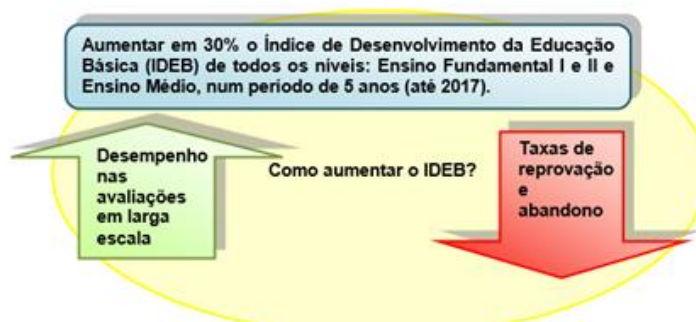 Aumentar em 30% o Índice de Desenvolvimento da Educação
Básica (IDEB) de todos os níveis: Ensino Fundamental I e II e
Ensino Médio, num período de 5 anos (até 2017).
Desempenho
nas
avaliações
em larga
escala
Como aumentar o IDEB?
Taxas de
reprovação
e
abandono